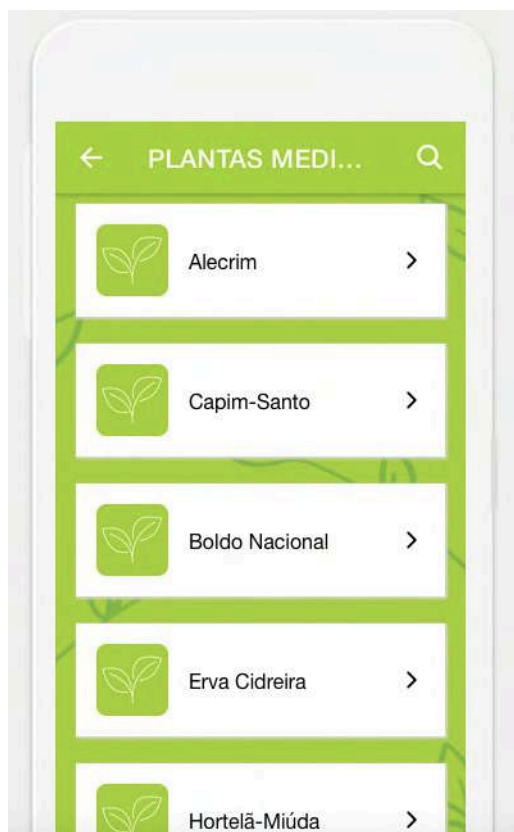 PLANTAS MEDI...
Alecrim
Capim-Santo
Boldo Nacional
Erva Cidreira
Hortelã-Miúda